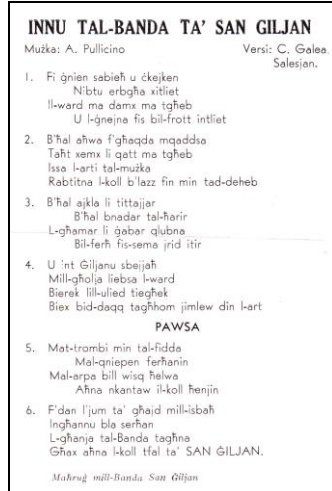 INNU TAL-BANDA TA' SAN ĠILJAN
Mużka: A. Pullicino
Versi: C. Galea
Salesjan.
1. Fi ġnien sabieħ u ċkejken
Nibtu erbgħa xitliet
Il-ward ma damx ma tgħeb
U l-ġnejna fis bil-frott intliet
2. B'ħal aħwa f'għaqda mqaddsa
Taħt xemx li qatt ma tgħeb
Issa l-arti tal-mużka
Rabtitna l-koll b'lazz fin min tad-deheb
3. B'ħal ajkla li tittajjar
B'ħal bnadar tal-ħarir
L-għamar li ġabar qlubna
Bil-ferħ fis-sema jrid itir
4. U int Ġiljanu sbejjaħ
Mill-għolja liebsa l-ward
Bierek lill-ulied tiegħek
Biex bid-daqq tagħhom jimlew din l-art
PAWSA
5. Mat-trombi min tal-fidda
Mal-qniepen ferħanin
Mal-arpa bill wisq ħelwa
Aħna nkantaw il-koll ħenjin
6. F'dan l'jum ta' għajd mill-isbaħ
Ingħannu bla serħan
L-għanja tal-Banda tagħna
Għax aħna l-koll tfal ta' SAN ĠILJAN.
Maħruġ mill-Banda San Ġiljan